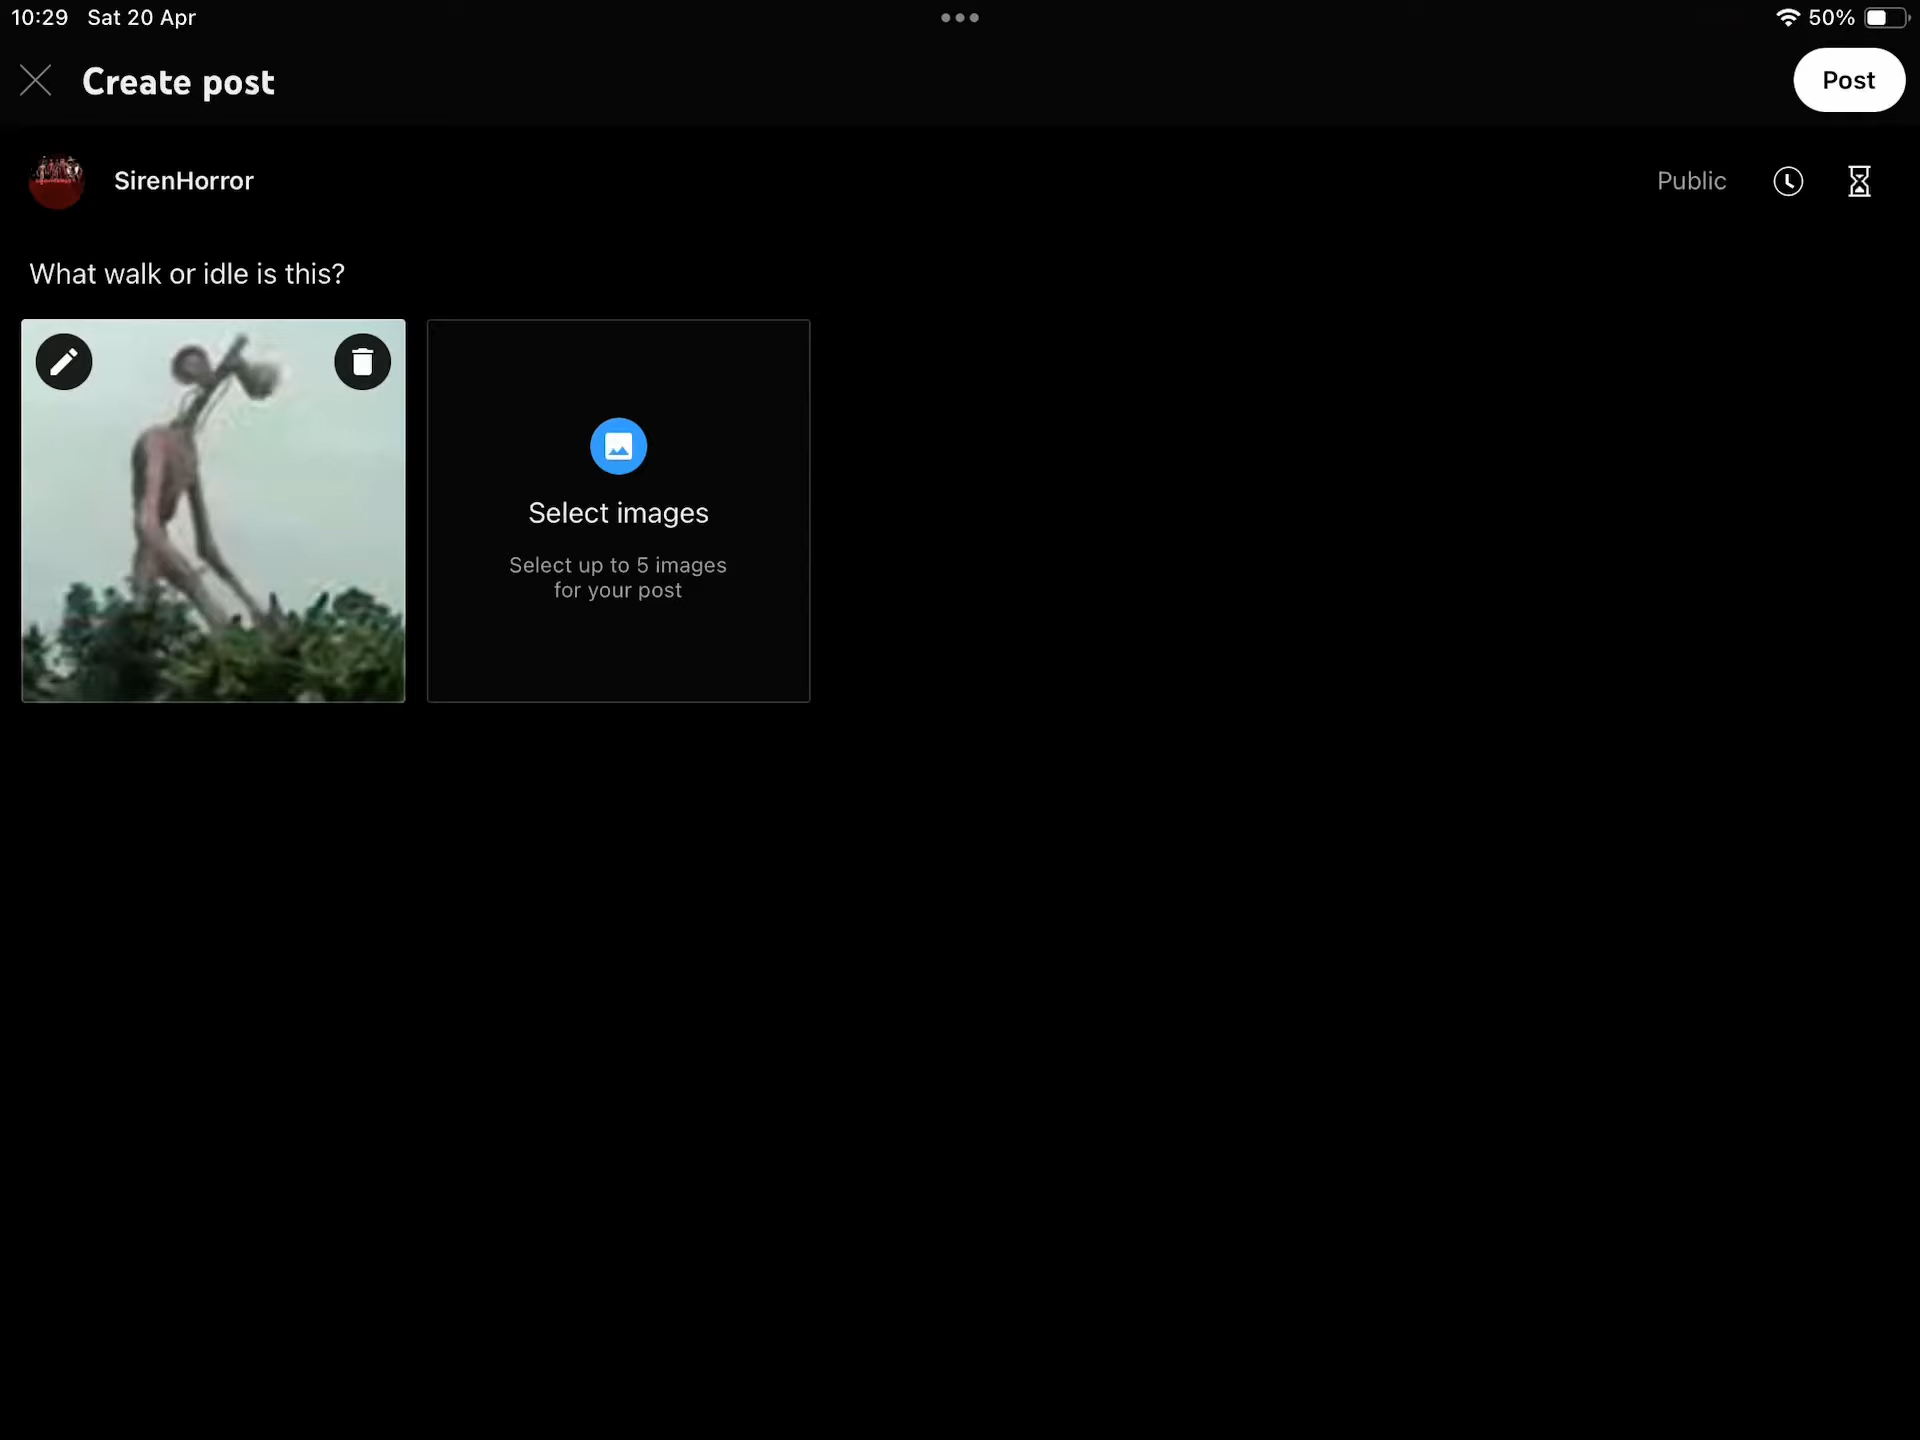 10:29 Sat 20 Apr 50%
Create post
Post
SirenHorror
Public
What walk or idle is this?
Select images
Select up to 5 images
for your post